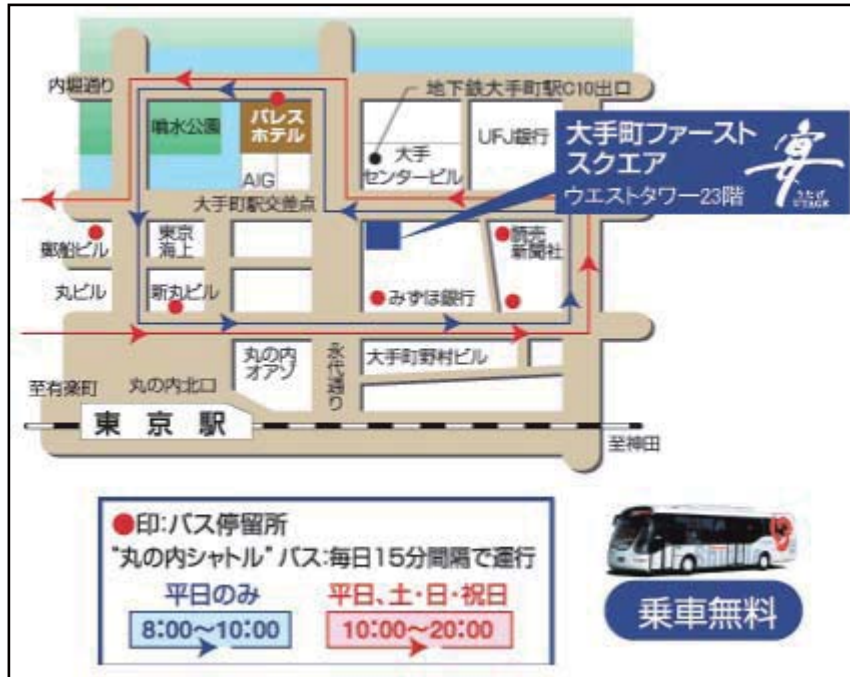 内堀通り
地下鉄大手町駅C10出口
噴水公園
パレス
ホテル
大手
センタービル
UFJ銀行
大手町ファースト
スクエア
ウエストタワー23階
宴
うたげ
UTAGE
AIG
大手町駅交差点
郵船ビル
東京
海上
読売
新聞社
丸ビル
新丸ビル
みずほ銀行
丸の内
オアゾ
永代通り
大手町野村ビル
至有楽町
丸の内北口
東京駅
至神田
●印:バス停留所
"丸の内シャトル" バス:毎日15分間隔で運行
平日のみ
8:00〜10:00
平日、土・日・祝日
10:00〜20:00
乗車無料